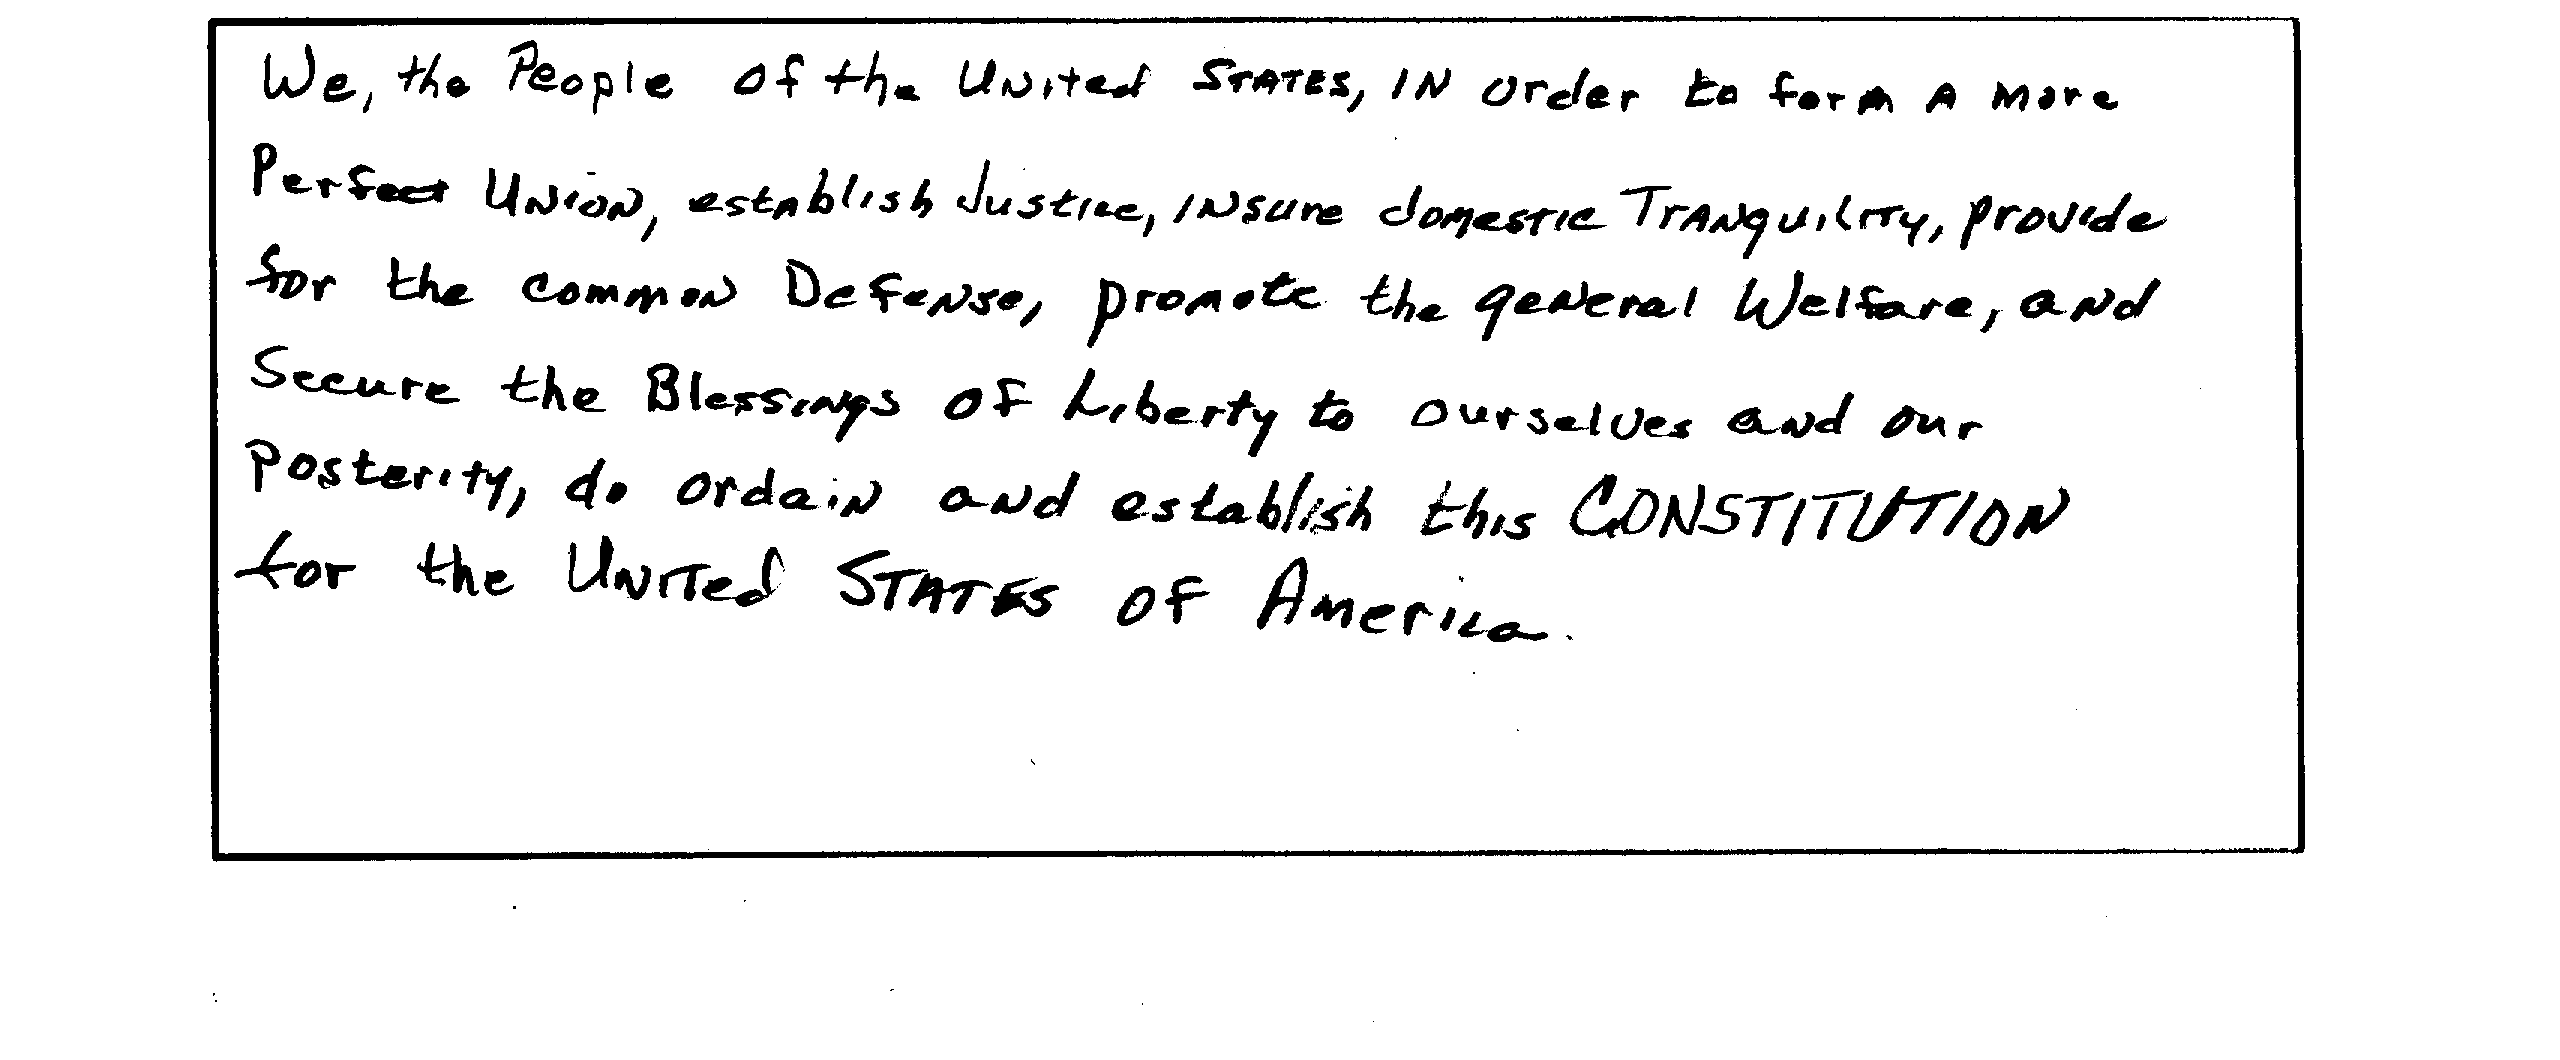 We, the People of the United States, in order to form a more
Perfect Union, establish Justice, insure domestic Tranquility, provide
for the common Defense, promote the general Welfare, and
Secure the Blessings of Liberty to ourselves and our
posterity, do ordain and establish this CONSTITUTION
for the United States of America.